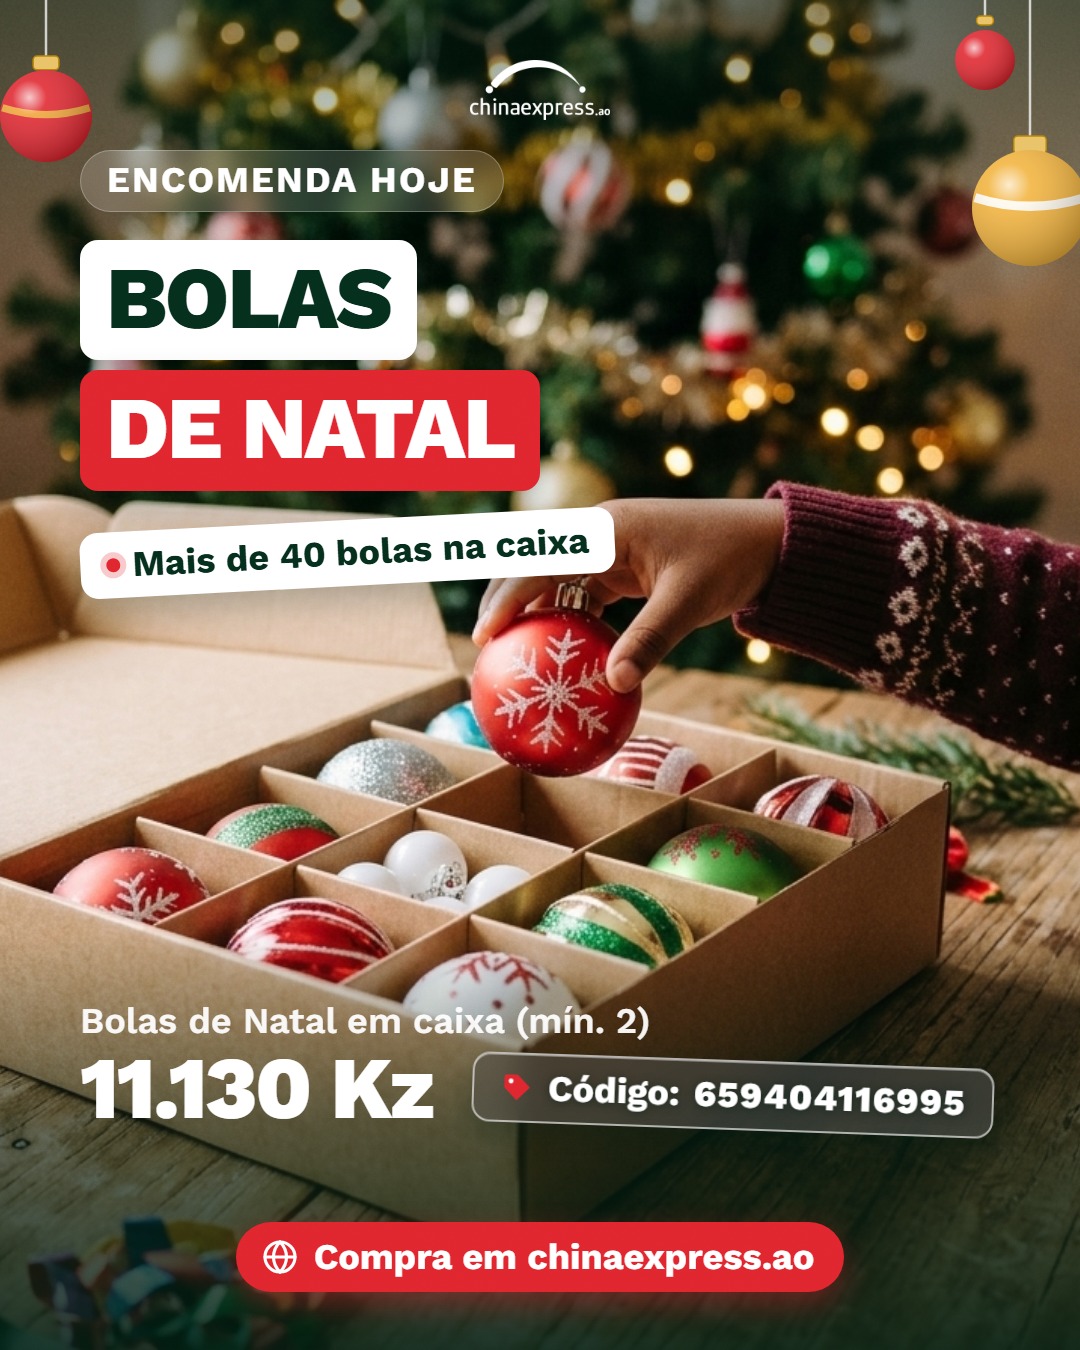 chinaexpress.ao
ENCOMENDA HOJE
BOLAS
DE NATAL
Mais de 40 bolas na caixa
Bolas de Natal em caixa (mín. 2)
11.130 Kz
Código: 659404116995
Compra em chinaexpress.ao